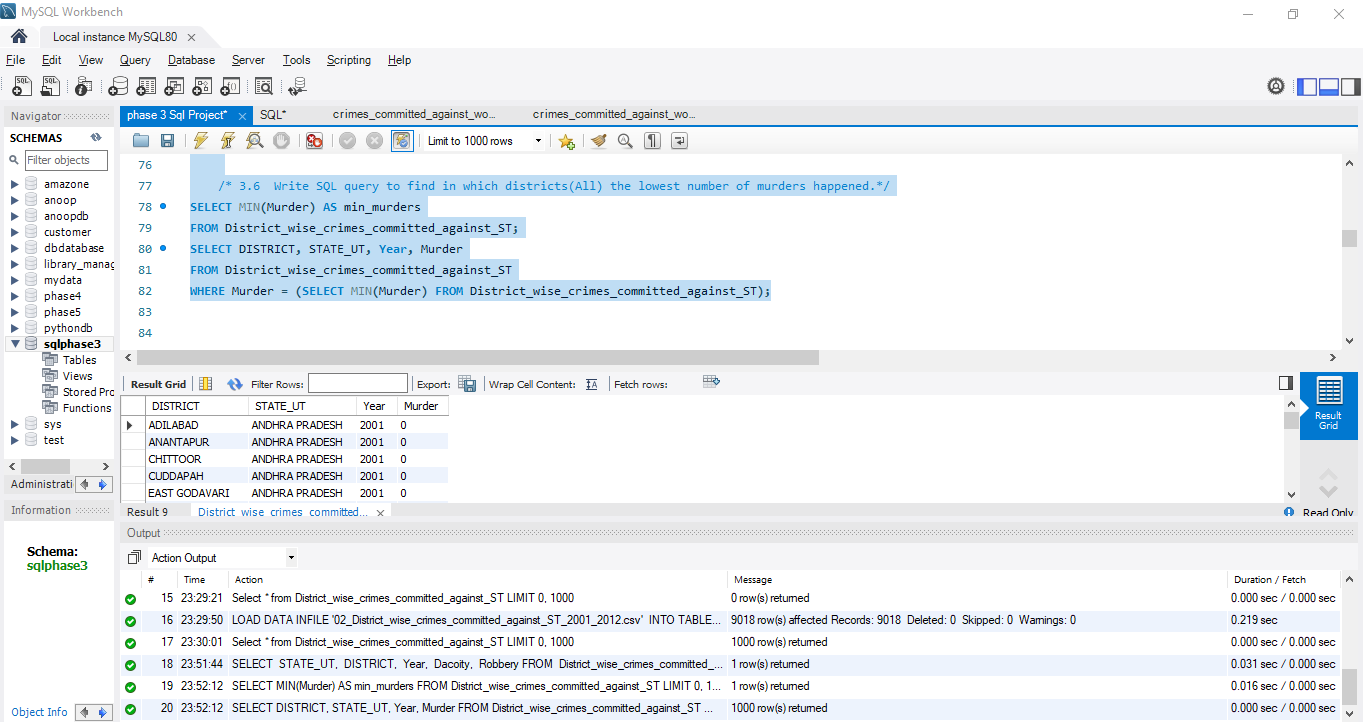 MySQL Workbench
Local instance MySQL80
File Edit View Query Database Server Tools Scripting Help
Navigator
SCHEMAS
Filter objects
amazone
anoop
anoopdb
customer
dbdatabase
library_manag
mydata
phase4
phase5
pythondb
sqlphase3
Tables
Views
Stored Pro
Functions
sys
test
Administrati
Information
Schema:
sqlphase3
Object Info
phase 3 Sql Project* SQL* crimes_committed_against_wo... crimes_committed_against_wo...
Limit to 1000 rows
76
77 /* 3.6 Write SQL query to find in which districts(All) the lowest number of murders happened.*/
78 SELECT MIN(Murder) AS min_murders
79 FROM District_wise_crimes_committed_against_ST;
80 SELECT DISTRICT, STATE_UT, Year, Murder
81 FROM District_wise_crimes_committed_against_ST
82 WHERE Murder = (SELECT MIN(Murder) FROM District_wise_crimes_committed_against_ST);
83
84
Result Grid Filter Rows: Export: Wrap Cell Content: Fetch rows:
DISTRICT STATE_UT Year Murder
ADILABAD ANDHRA PRADESH 2001 0
ANANTAPUR ANDHRA PRADESH 2001 0
CHITTOOR ANDHRA PRADESH 2001 0
CUDDAPAH ANDHRA PRADESH 2001 0
EAST GODAVARI ANDHRA PRADESH 2001 0
Result Grid
Result 9 District_wise_crimes_committed... Read Only
Output
Action Output
# Time Action Message Duration / Fetch
15 23:29:21 Select * from District_wise_crimes_committed_against_ST LIMIT 0, 1000 0 row(s) returned 0.000 sec / 0.000 sec
16 23:29:50 LOAD DATA INFILE '02_District_wise_crimes_committed_against_ST_2001_2012.csv' INTO TABLE... 9018 row(s) affected Records: 9018 Deleted: 0 Skipped: 0 Warnings: 0 0.219 sec
17 23:30:01 Select * from District_wise_crimes_committed_against_ST LIMIT 0, 1000 1000 row(s) returned 0.000 sec / 0.000 sec
18 23:51:44 SELECT STATE_UT, DISTRICT, Year, Dacoity, Robbery FROM District_wise_crimes_committed_... 1 row(s) returned 0.031 sec / 0.000 sec
19 23:52:12 SELECT MIN(Murder) AS min_murders FROM District_wise_crimes_committed_against_ST LIMIT 0, 1... 1 row(s) returned 0.016 sec / 0.000 sec
20 23:52:12 SELECT DISTRICT, STATE_UT, Year, Murder FROM District_wise_crimes_committed_against_ST ... 1000 row(s) returned 0.000 sec / 0.000 sec